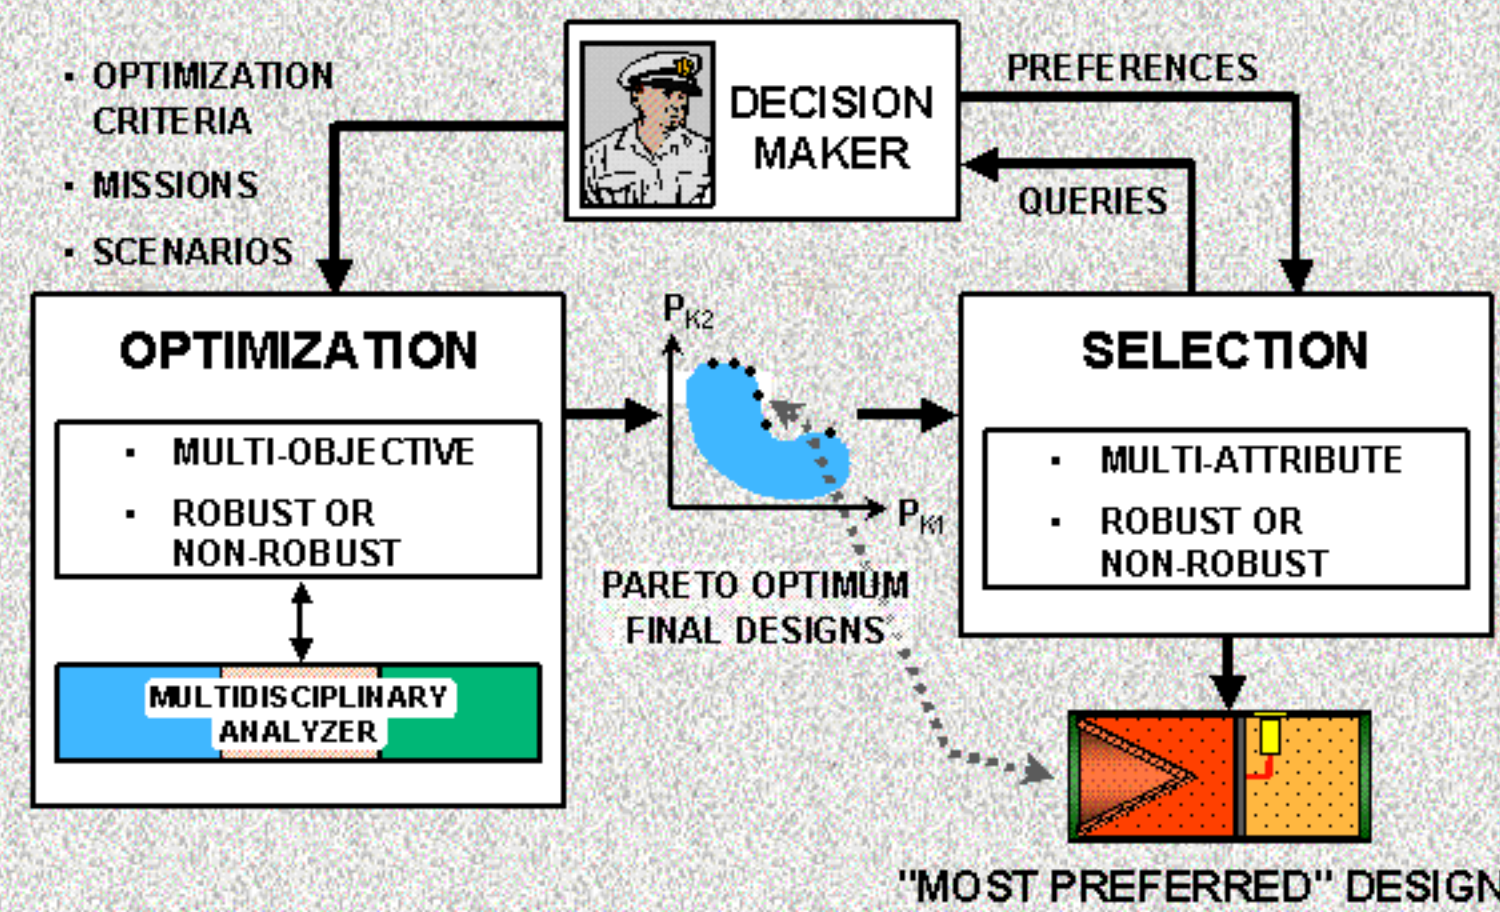 ▪ OPTIMIZATION
CRITERIA
▪ MISSIONS
▪ SCENARIOS
DECISION
MAKER
PREFERENCES
QUERIES
OPTIMIZATION
▪ MULTI-OBJECTIVE
▪ ROBUST OR
NON-ROBUST
MULTIDISCIPLINARY
ANALYZER
PK2
PK1
PARETO OPTIMUM
FINAL DESIGNS
SELECTION
▪ MULTI-ATTRIBUTE
▪ ROBUST OR
NON-ROBUST
"MOST PREFERRED" DESIGN